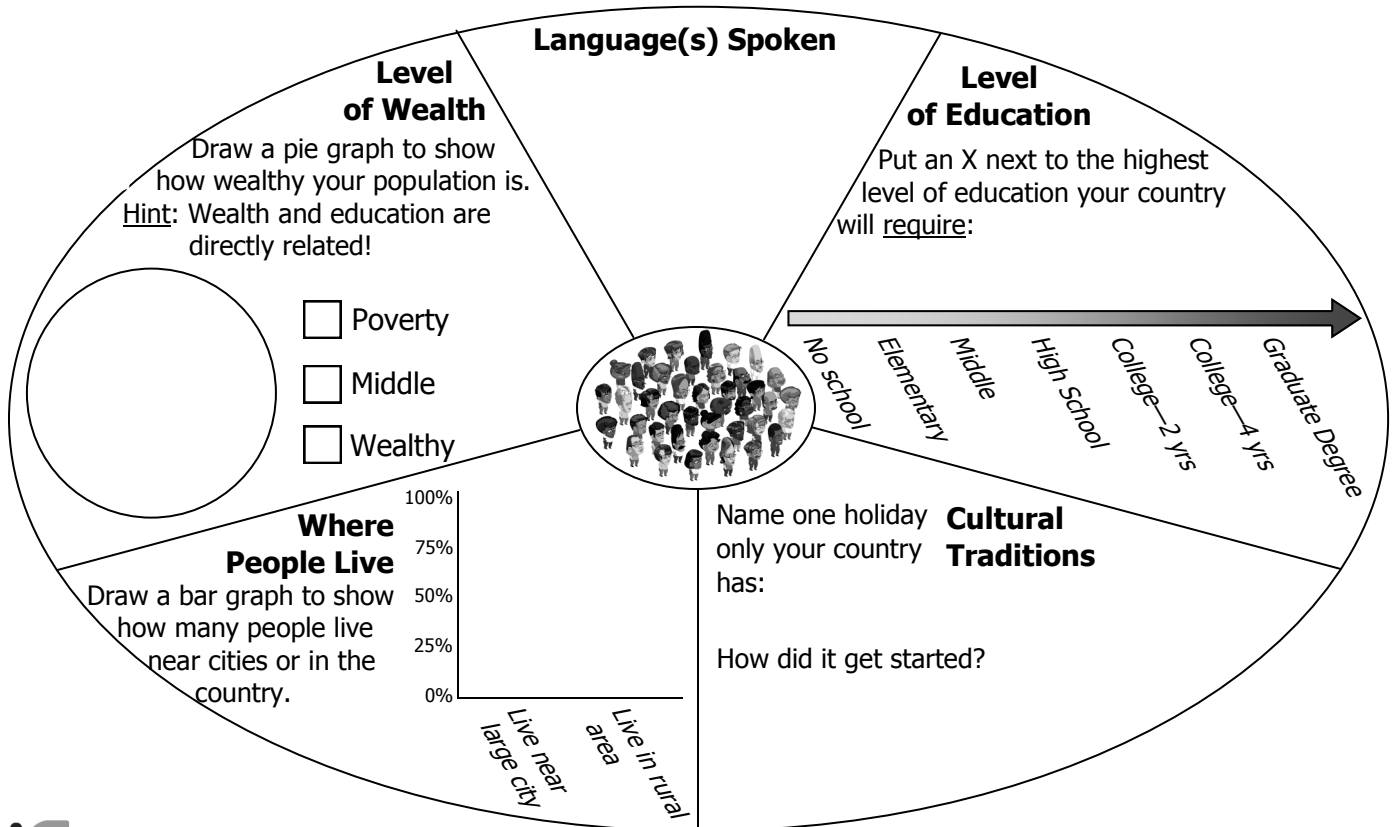 Language(s) Spoken
Level
of Wealth
Draw a pie graph to show
how wealthy your population is.
Hint: Wealth and education are
directly related!
Poverty
Middle
Wealthy
Level
of Education
Put an X next to the highest
level of education your country
will require:
No school
Elementary
Middle
High School
College—2 yrs
College—4 yrs
Graduate Degree
Where
People Live
Draw a bar graph to show
how many people live
near cities or in the
country.
100%
75%
50%
25%
0%
Live near
large city
Live in rural
area
Cultural
Traditions
Name one holiday
only your country
has:
How did it get started?